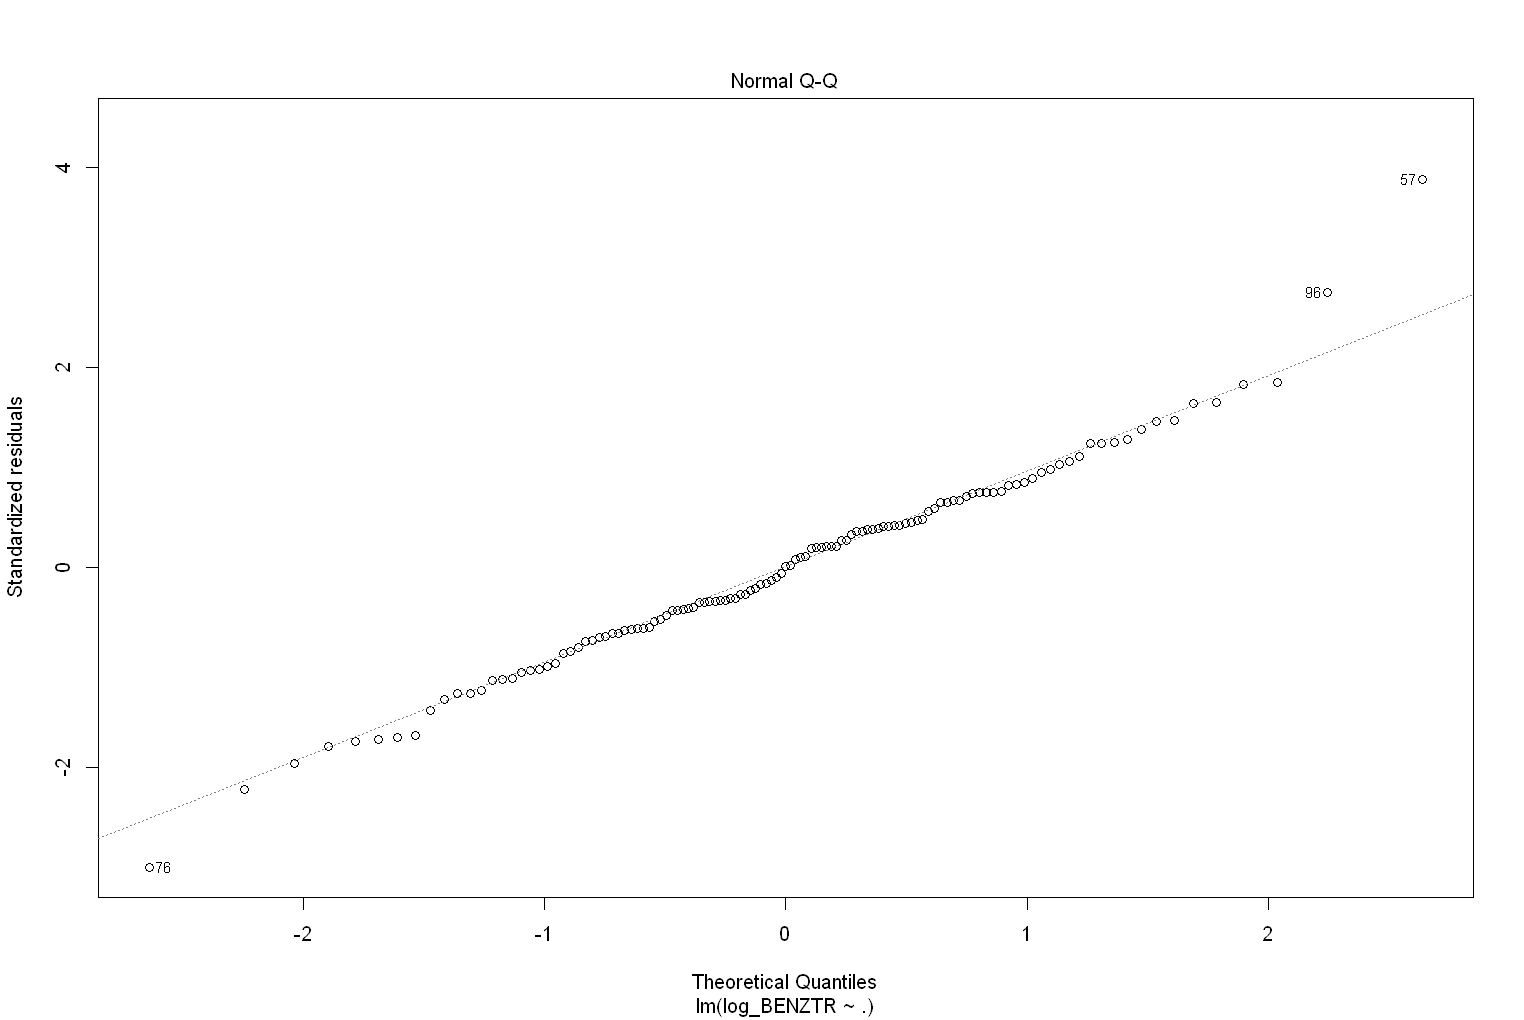 Normal Q-Q
4
57
96
2
Standardized residuals
0
-2
76
-2 -1 0 1 2
Theoretical Quantiles
lm(log_BENZTR ~ .)